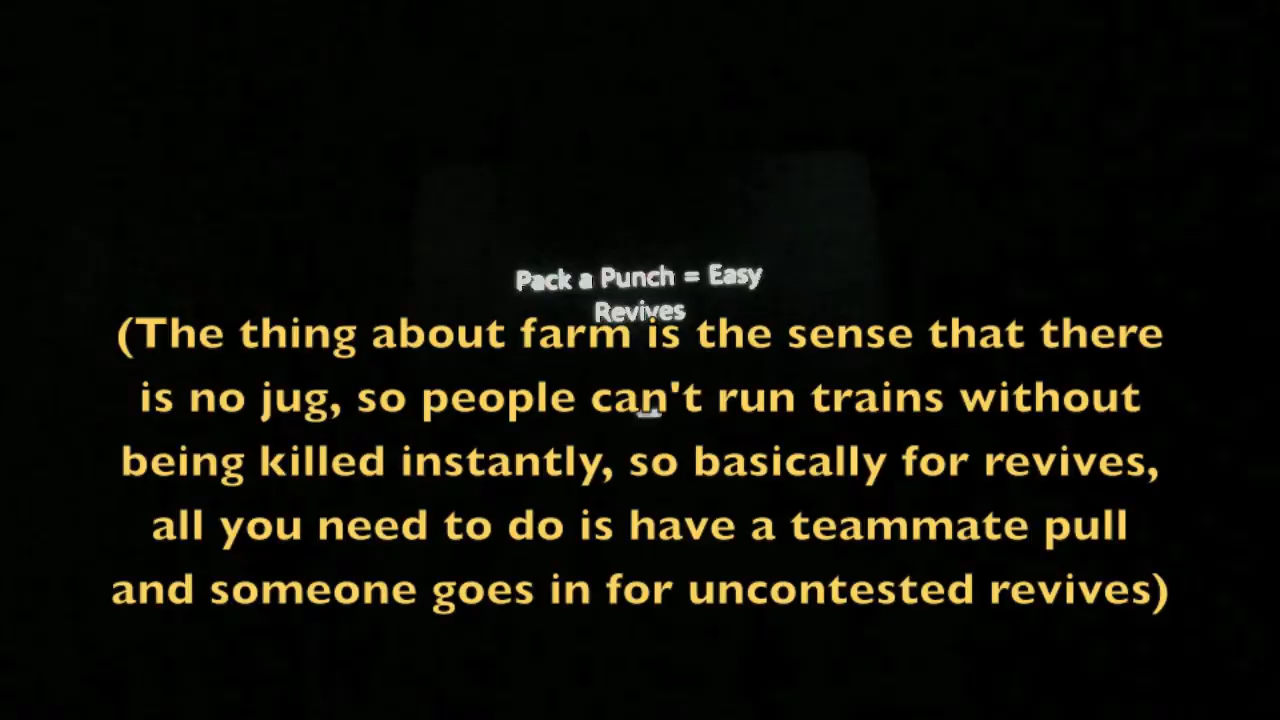 Pack a Punch = Easy
Revives
(The thing about farm is the sense that there
is no jug, so people can't run trains without
being killed instantly, so basically for revives,
all you need to do is have a teammate pull
and someone goes in for uncontested revives)